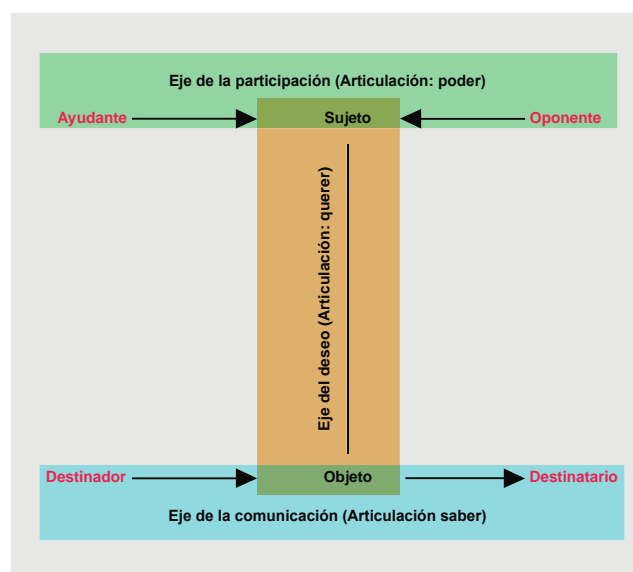 Eje de la participación (Articulación: poder)
Ayudante
Sujeto
Oponente
Eje del deseo (Articulación: querer)
Destinador
Objeto
Destinatario
Eje de la comunicación (Articulación saber)